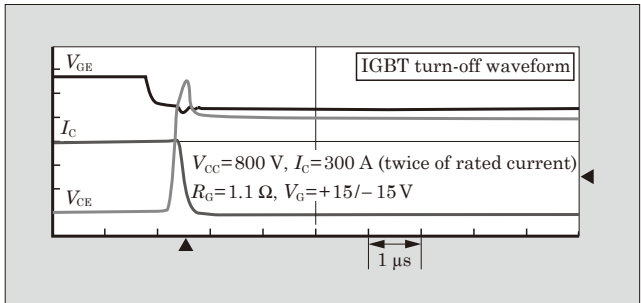 V_GE
IGBT turn-off waveform
I_C
V_CC=800 V, I_C=300 A (twice of rated current)
R_G=1.1 Ω, V_G=+15/−15V
V_CE
1 μs